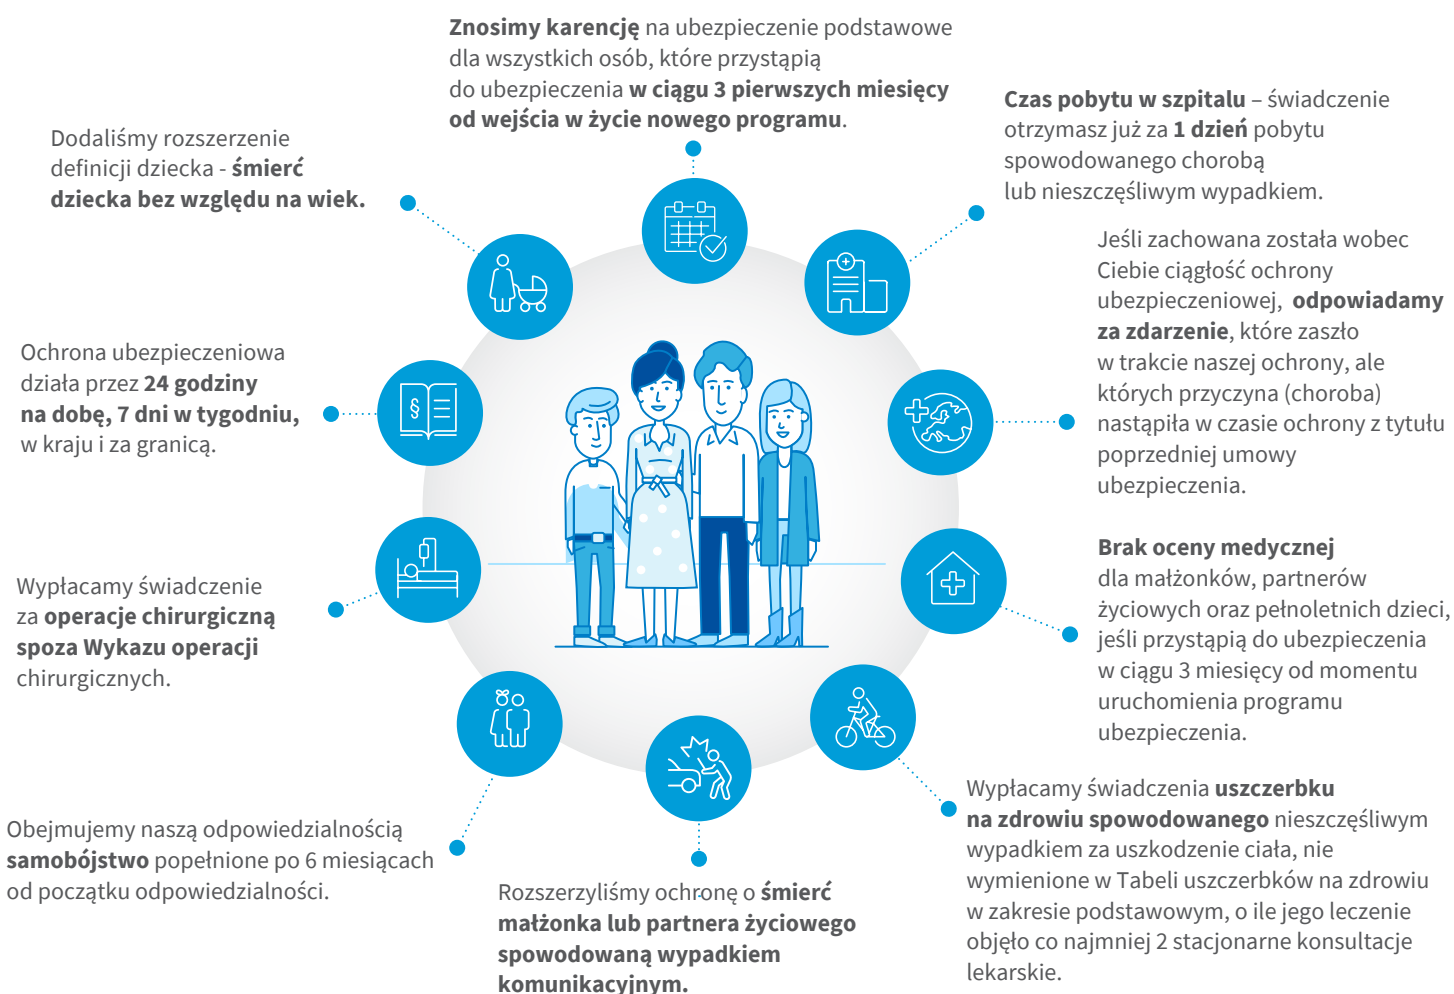 Znosimy karencję na ubezpieczenie podstawowe
dla wszystkich osób, które przystąpią
do ubezpieczenia w ciągu 3 pierwszych miesięcy
od wejścia w życie nowego programu.
Czas pobytu w szpitalu – świadczenie
otrzymasz już za 1 dzień pobytu
spowodowanego chorobą
lub nieszczęśliwym wypadkiem.
Jeśli zachowana została wobec
Ciebie ciągłość ochrony
ubezpieczeniowej, odpowiadamy
za zdarzenie, które zaszło
w trakcie naszej ochrony, ale
których przyczyna (choroba)
nastąpiła w czasie ochrony z tytułu
poprzedniej umowy
ubezpieczenia.
Brak oceny medycznej
dla małżonków, partnerów
życiowych oraz pełnoletnich dzieci,
jeśli przystąpią do ubezpieczenia
w ciągu 3 miesięcy od momentu
uruchomienia programu
ubezpieczenia.
Wypłacamy świadczenia uszczerbku
na zdrowiu spowodowanego nieszczęśliwym
wypadkiem za uszkodzenie ciała, nie
wymienione w Tabeli uszczerbków na zdrowiu
w zakresie podstawowym, o ile jego leczenie
objęło co najmniej 2 stacjonarne konsultacje
lekarskie.
Rozszerzyliśmy ochronę o śmierć
małżonka lub partnera życiowego
spowodowaną wypadkiem
komunikacyjnym.
Obejmujemy naszą odpowiedzialnością
samobójstwo popełnione po 6 miesiącach
od początku odpowiedzialności.
Wypłacamy świadczenie
za operacje chirurgiczną
spoza Wykazu operacji
chirurgicznych.
Ochrona ubezpieczeniowa
działa przez 24 godziny
na dobę, 7 dni w tygodniu,
w kraju i za granicą.
§
Dodaliśmy rozszerzenie
definicji dziecka - śmierć
dziecka bez względu na wiek.